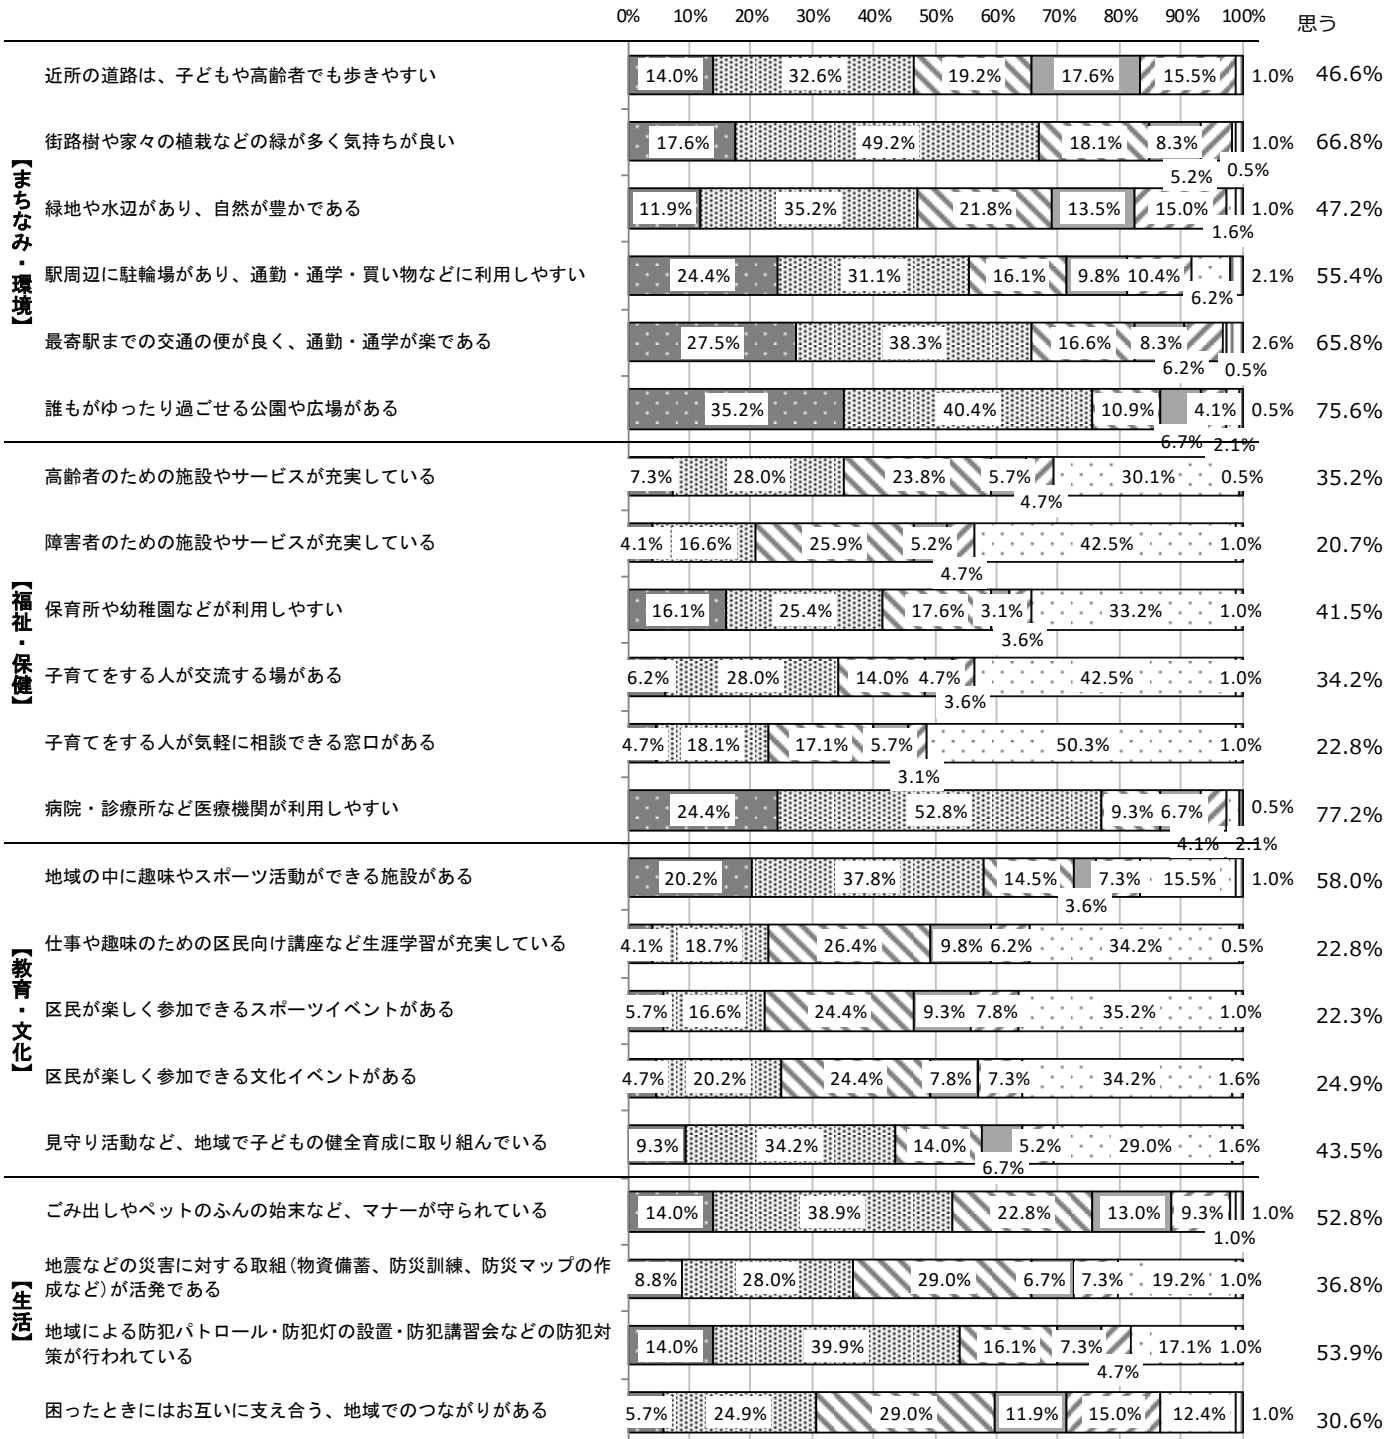 0% 10% 20% 30% 40% 50% 60% 70% 80% 90% 100% 思う
【まちなみ・環境】
近所の道路は、子どもや高齢者でも歩きやすい 14.0% 32.6% 19.2% 17.6% 15.5% 1.0% 46.6%
街路樹や家々の植栽などの緑が多く気持ちが良い 17.6% 49.2% 18.1% 8.3% 1.0% 66.8%
5.2% 0.5%
緑地や水辺があり、自然が豊かである 11.9% 35.2% 21.8% 13.5% 15.0% 1.0% 47.2%
1.6%
駅周辺に駐輪場があり、通勤・通学・買い物などに利用しやすい 24.4% 31.1% 16.1% 9.8% 10.4% 2.1% 55.4%
6.2%
最寄駅までの交通の便が良く、通勤・通学が楽である 27.5% 38.3% 16.6% 8.3% 2.6% 65.8%
6.2% 0.5%
誰もがゆったり過ごせる公園や広場がある 35.2% 40.4% 10.9% 4.1% 0.5% 75.6%
6.7% 2.1%
【福祉・保健】
高齢者のための施設やサービスが充実している 7.3% 28.0% 23.8% 5.7% 30.1% 0.5% 35.2%
4.7%
障害者のための施設やサービスが充実している 4.1% 16.6% 25.9% 5.2% 42.5% 1.0% 20.7%
4.7%
保育所や幼稚園などが利用しやすい 16.1% 25.4% 17.6% 3.1% 33.2% 1.0% 41.5%
3.6%
子育てをする人が交流する場がある 6.2% 28.0% 14.0% 4.7% 42.5% 1.0% 34.2%
3.6%
子育てをする人が気軽に相談できる窓口がある 4.7% 18.1% 17.1% 5.7% 50.3% 1.0% 22.8%
3.1%
病院・診療所など医療機関が利用しやすい 24.4% 52.8% 9.3% 6.7% 0.5% 77.2%
4.1% 2.1%
【教育・文化】
地域の中に趣味やスポーツ活動ができる施設がある 20.2% 37.8% 14.5% 7.3% 15.5% 1.0% 58.0%
3.6%
仕事や趣味のための区民向け講座など生涯学習が充実している 4.1% 18.7% 26.4% 9.8% 6.2% 34.2% 0.5% 22.8%
区民が楽しく参加できるスポーツイベントがある 5.7% 16.6% 24.4% 9.3% 7.8% 35.2% 1.0% 22.3%
区民が楽しく参加できる文化イベントがある 4.7% 20.2% 24.4% 7.8% 7.3% 34.2% 1.6% 24.9%
見守り活動など、地域で子どもの健全育成に取り組んでいる 9.3% 34.2% 14.0% 5.2% 29.0% 1.6% 43.5%
6.7%
【生活】
ごみ出しやペットのふんの始末など、マナーが守られている 14.0% 38.9% 22.8% 13.0% 9.3% 1.0% 52.8%
1.0%
地震などの災害に対する取組(物資備蓄、防災訓練、防災マップの作
成など)が活発である 8.8% 28.0% 29.0% 6.7% 7.3% 19.2% 1.0% 36.8%
地域による防犯パトロール・防犯灯の設置・防犯講習会などの防犯対
策が行われている 14.0% 39.9% 16.1% 7.3% 17.1% 1.0% 53.9%
4.7%
困ったときにはお互いに支え合う、地域でのつながりがある 5.7% 24.9% 29.0% 11.9% 15.0% 12.4% 1.0% 30.6%